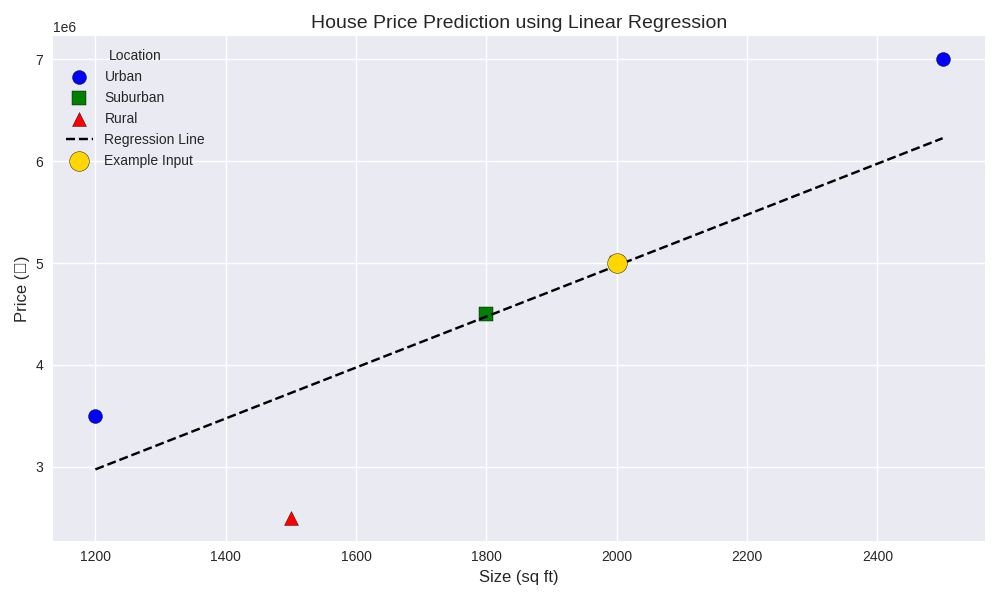 House Price Prediction using Linear Regression
1e6
Location
Urban
Suburban
Rural
Regression Line
Example Input
7
6
5
4
3
Price (▯)
1200 1400 1600 1800 2000 2200 2400
Size (sq ft)